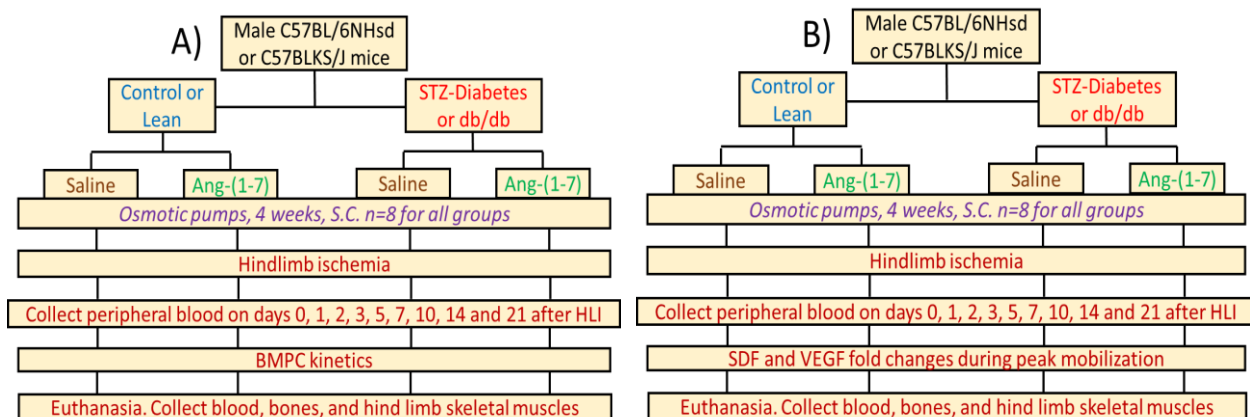 A)
Male C57BL/6NHsd
or C57BLKS/J mice
Control or
Lean
STZ-Diabetes
or db/db
Saline
Ang-(1-7)
Saline
Ang-(1-7)
Osmotic pumps, 4 weeks, S.C. n=8 for all groups
Hindlimb ischemia
Collect peripheral blood on days 0, 1, 2, 3, 5, 7, 10, 14 and 21 after HLI
BMPC kinetics
Euthanasia. Collect blood, bones, and hind limb skeletal muscles
B)
Male C57BL/6NHsd
or C57BLKS/J mice
Control or
Lean
STZ-Diabetes
or db/db
Saline
Ang-(1-7)
Saline
Ang-(1-7)
Osmotic pumps, 4 weeks, S.C. n=8 for all groups
Hindlimb ischemia
Collect peripheral blood on days 0, 1, 2, 3, 5, 7, 10, 14 and 21 after HLI
SDF and VEGF fold changes during peak mobilization
Euthanasia. Collect blood, bones, and hind limb skeletal muscles